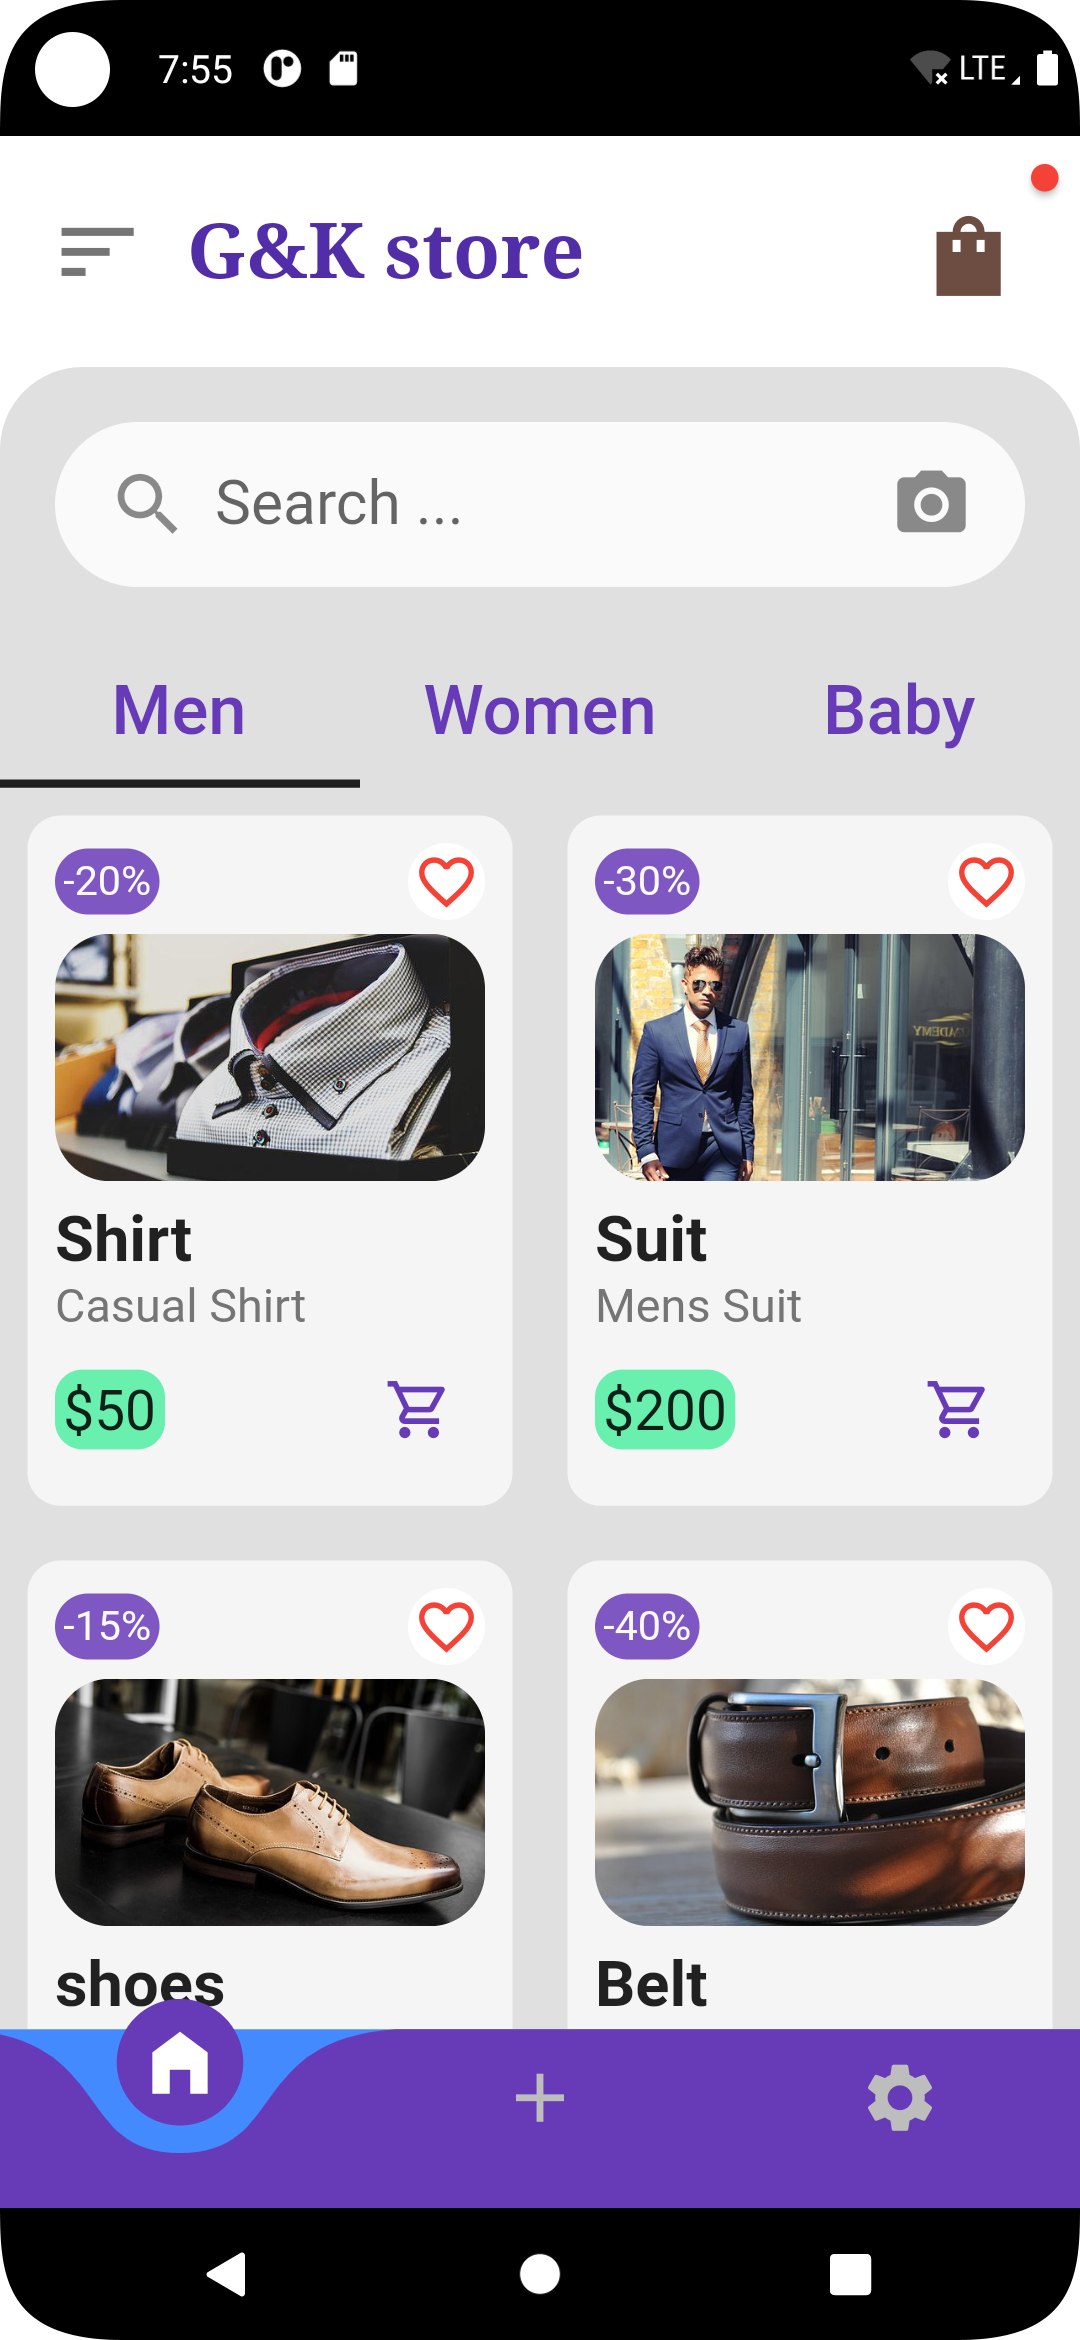 7:55
LTE
G&K store
Search ...
Men
Women
Baby
-20%
-30%
Shirt
Suit
Casual Shirt
Mens Suit
$50
$200
-15%
-40%
shoes
Belt